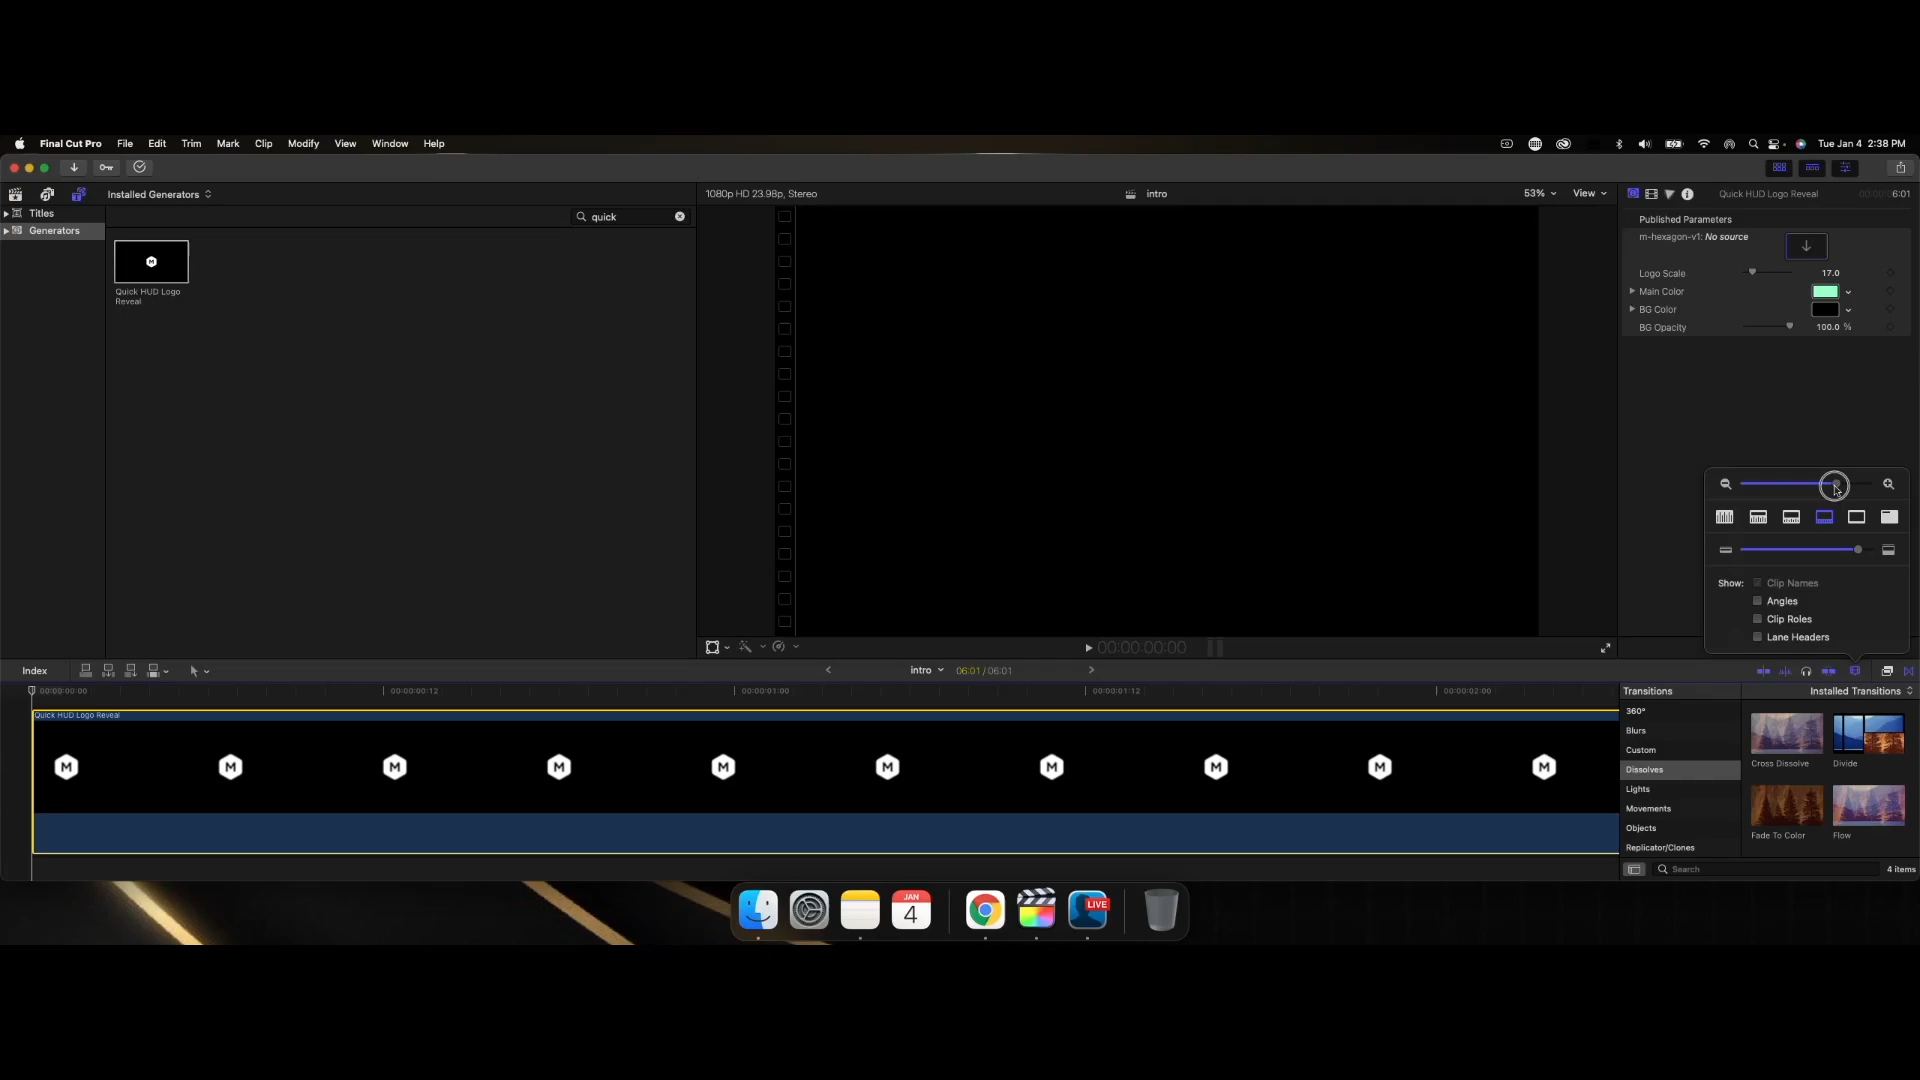 Final Cut Pro File Edit Trim Mark Clip Modify View Window Help
Tue Jan 4 2:38 PM
Installed Generators
1080p HD 23.98p, Stereo
intro
53%
View
Quick HUD Logo Reveal
6:01
Titles
Generators
quick
Quick HUD Logo
Reveal
Published Parameters
m-hexagon-v1: No source
Logo Scale
17.0
Main Color
BG Color
BG Opacity
100.0 %
Show:
Clip Names
Angles
Clip Roles
Lane Headers
00:00:00:00
Index
intro
06:01 / 06:01
00:00:00:00
00:00:00:12
00:00:01:00
00:00:01:12
00:00:02:00
Quick HUD Logo Reveal
M M M M M M M M M M
Transitions
Installed Transitions
360°
Blurs
Custom
Dissolves
Lights
Movements
Objects
Replicator/Clones
Cross Dissolve
Divide
Fade To Color
Flow
Search
4 items
JAN
4
LIVE